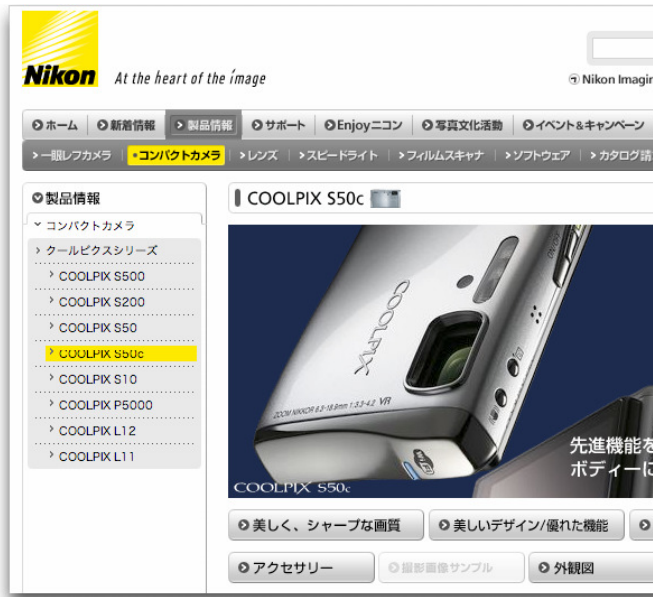 Nikon At the heart of the image
Nikon Imagin
ホーム 新着情報 製品情報 サポート Enjoyニコン 写真文化活動 イベント&キャンペーン
一眼レフカメラ コンパクトカメラ レンズ スピードライト フィルムスキャナ ソフトウェア カタログ請
製品情報
コンパクトカメラ
クールピクスシリーズ
COOLPIX S500
COOLPIX S200
COOLPIX S50
COOLPIX S50c
COOLPIX S10
COOLPIX P5000
COOLPIX L12
COOLPIX L11
COOLPIX S50c
ON/OFF
COOLPIX
ZOOM NIKKOR 6.3-18.9mm 1:3.3-4.2 VR
Wi-Fi
先進機能を
ボディーに
COOLPIX S50c
美しく、シャープな画質 美しいデザイン/優れた機能
アクセサリー 撮影画像サンプル 外観図